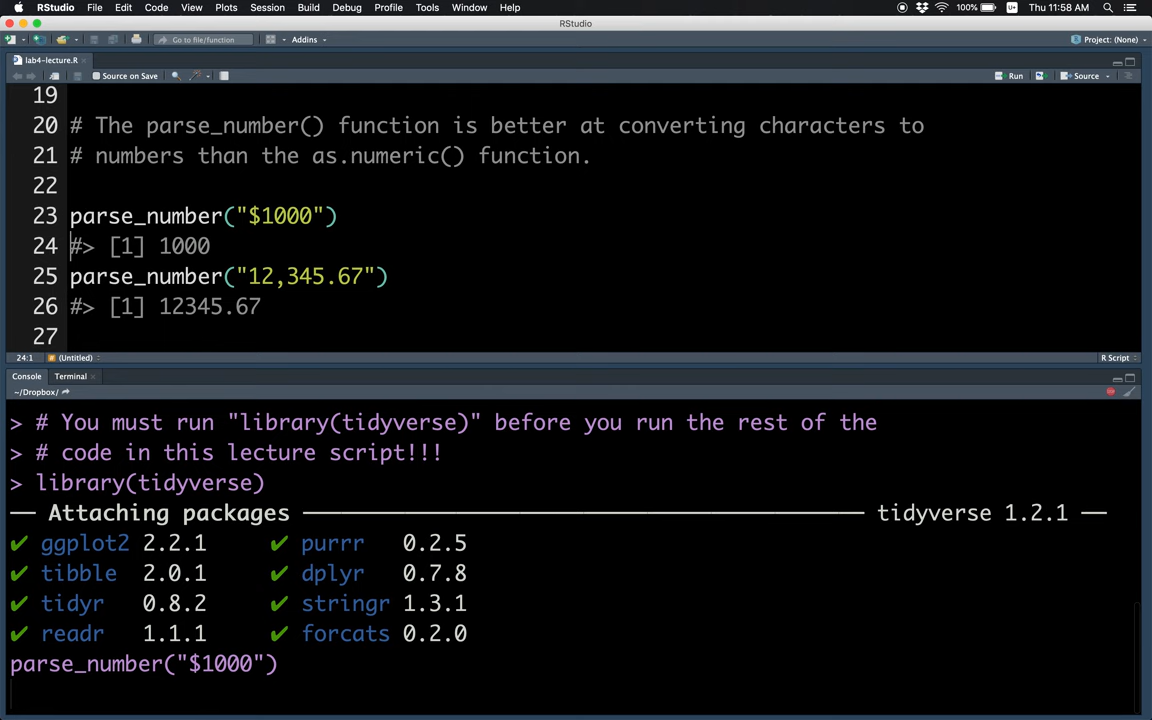 RStudio File Edit Code View Plots Session Build Debug Profile Tools Window Help 100% U+ Thu 11:58 AM
RStudio
Go to file/function Addins Project: (None)
lab4-lecture.R
Source on Save Run Source
19
20 # The parse_number() function is better at converting characters to
21 # numbers than the as.numeric() function.
22
23 parse_number("$1000")
24 #> [1] 1000
25 parse_number("12,345.67")
26 #> [1] 12345.67
27
24:1 # (Untitled) R Script
Console Terminal
~/Dropbox/
> # You must run "library(tidyverse)" before you run the rest of the
> # code in this lecture script!!!
> library(tidyverse)
── Attaching packages ──────────────────── tidyverse 1.2.1 ──
✔ ggplot2 2.2.1 ✔ purrr 0.2.5
✔ tibble 2.0.1 ✔ dplyr 0.7.8
✔ tidyr 0.8.2 ✔ stringr 1.3.1
✔ readr 1.1.1 ✔ forcats 0.2.0
parse_number("$1000")